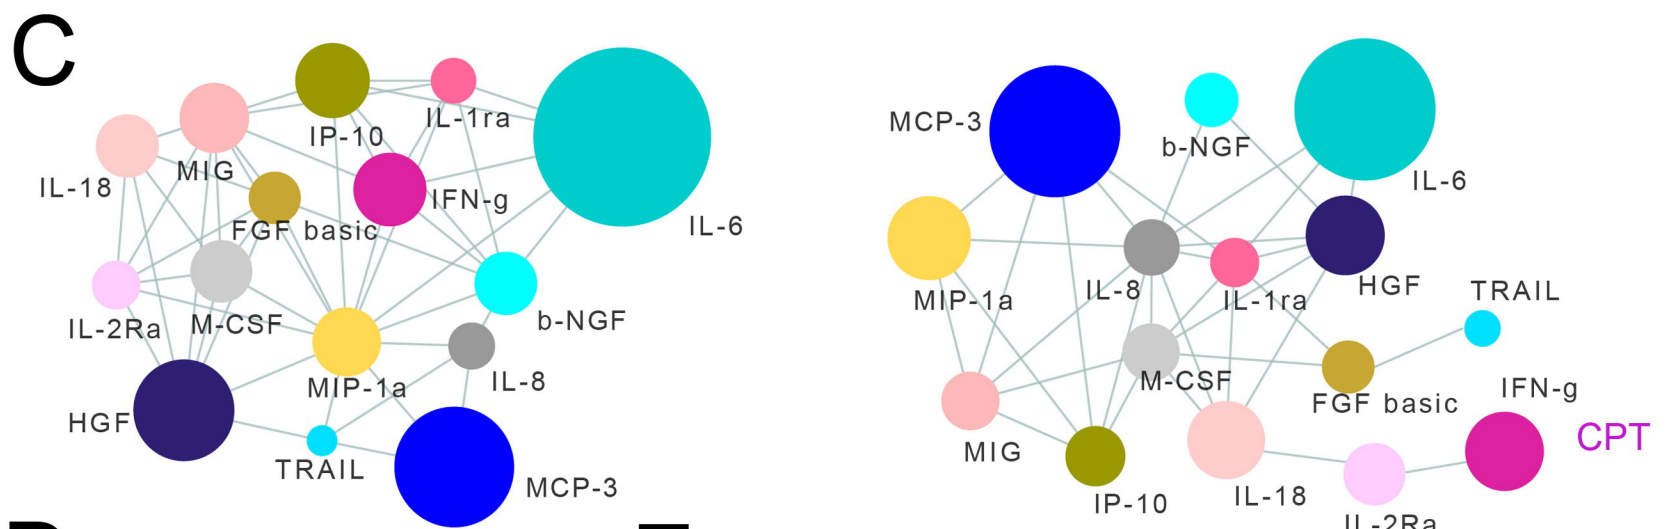 C
IP-10
IL-1ra
MIG
IL-18
IFN-g
FGF basic
IL-6
IL-2Ra
M-CSF
b-NGF
MIP-1a
IL-8
HGF
TRAIL
MCP-3
MCP-3
b-NGF
IL-6
MIP-1a
IL-8
IL-1ra
HGF
TRAIL
M-CSF
FGF basic
IFN-g
CPT
MIG
IP-10
IL-18
IL-2Ra